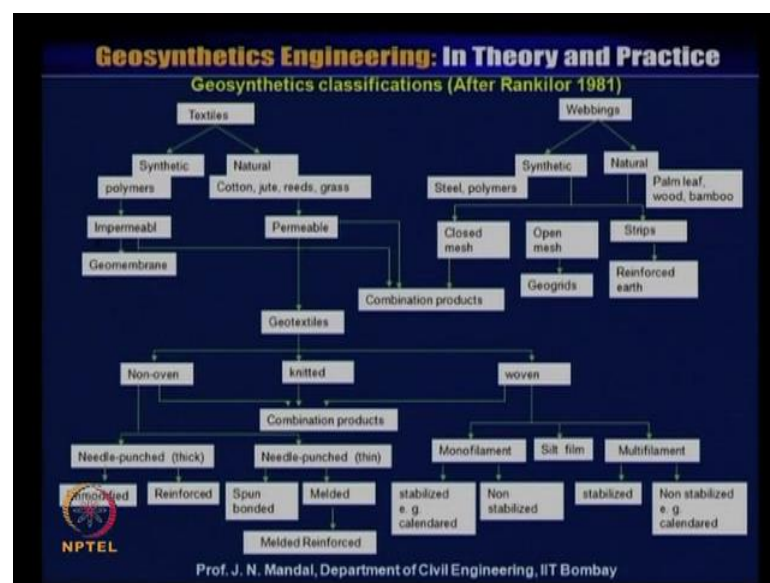 Geosynthetics Engineering: In Theory and Practice
Geosynthetics classifications (After Rankilor 1981)
Textiles
Webbings
Synthetic
Natural
Synthetic
Natural
polymers
Cotton, jute, reeds, grass
Steel, polymers
Palm leaf,
wood, bamboo
Impermeabl
Permeable
Closed
mesh
Open
mesh
Strips
Geomembrane
Combination products
Geogrids
Reinforced
earth
Geotextiles
Non-oven
knitted
woven
Combination products
Needle-punched (thick)
Needle-punched (thin)
Monofilament
Silt film
Multifilament
Reinforced
Spun
bonded
Melded
stabilized
e.g.
calendared
Non
stabilized
stabilized
Non stabilized
e. g.
calendared
Melded Reinforced
NPTEL
Prof. J. N. Mandal, Department of Civil Engineering, IIT Bombay